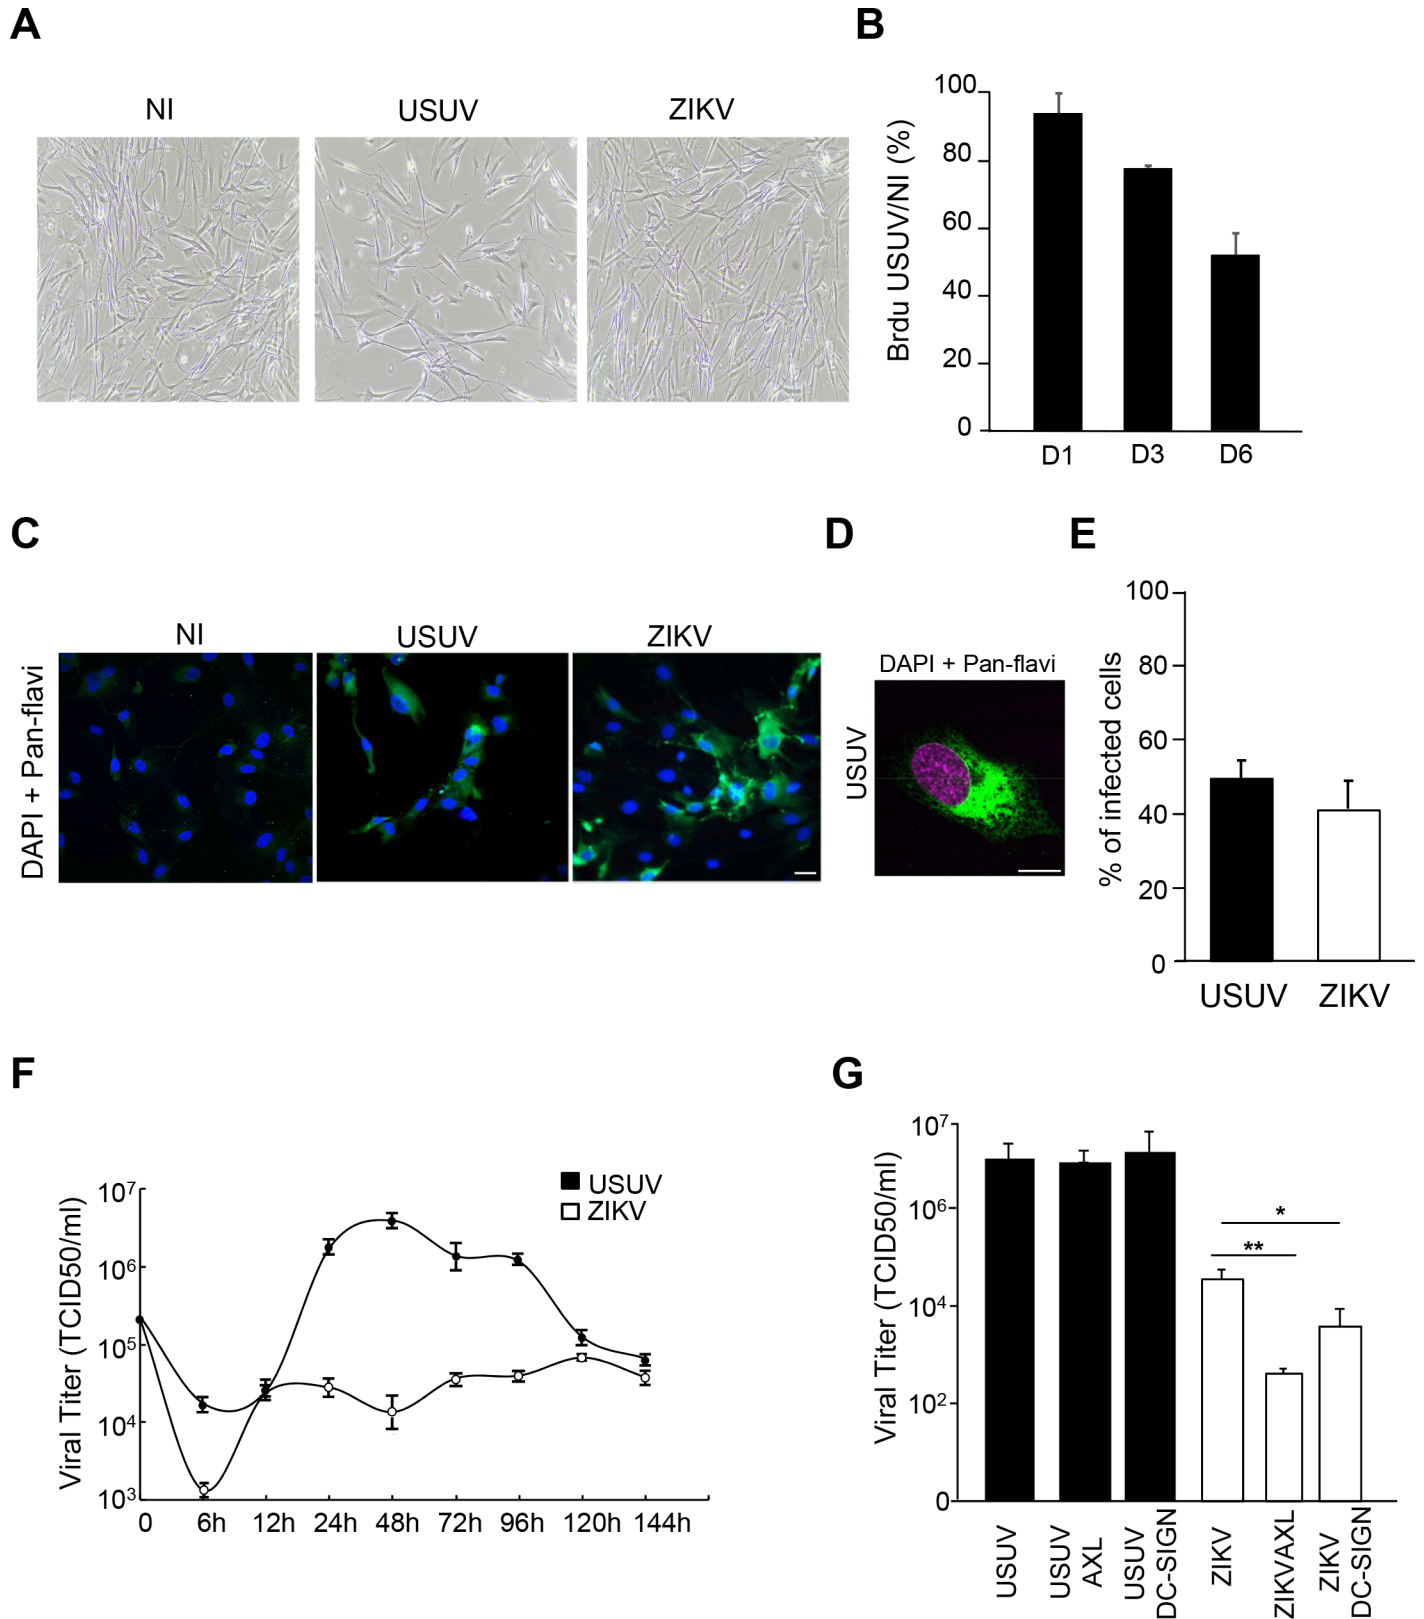 A
NI
USUV
ZIKV
B
Brdu USUV/NI (%)
100
80
60
40
20
0
D1
D3
D6
C
NI
USUV
ZIKV
DAPI + Pan-flavi
D
DAPI + Pan-flavi
USUV
E
% of infected cells
100
80
60
40
20
0
USUV
ZIKV
F
Viral Titer (TCID50/ml)
10⁷
10⁶
10⁵
10⁴
10³
USUV
ZIKV
0 6h 12h 24h 48h 72h 96h 120h 144h
G
Viral Titer (TCID50/ml)
10⁷
10⁶
10⁴
10²
0
*
**
USUV
USUV
AXL
USUV
DC-SIGN
ZIKV
ZIKVAXL
ZIKV
DC-SIGN